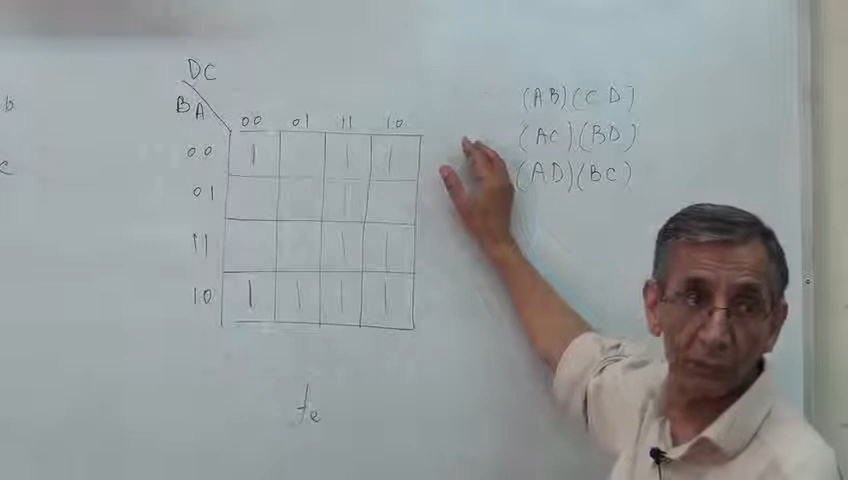 b
c
DC
BA
00 01 11 10
00 1 1 1
01 1
11 1 1
10 1 1 1 1
fe
(AB)(CD)
(AC)(BD)
(AD)(BC)